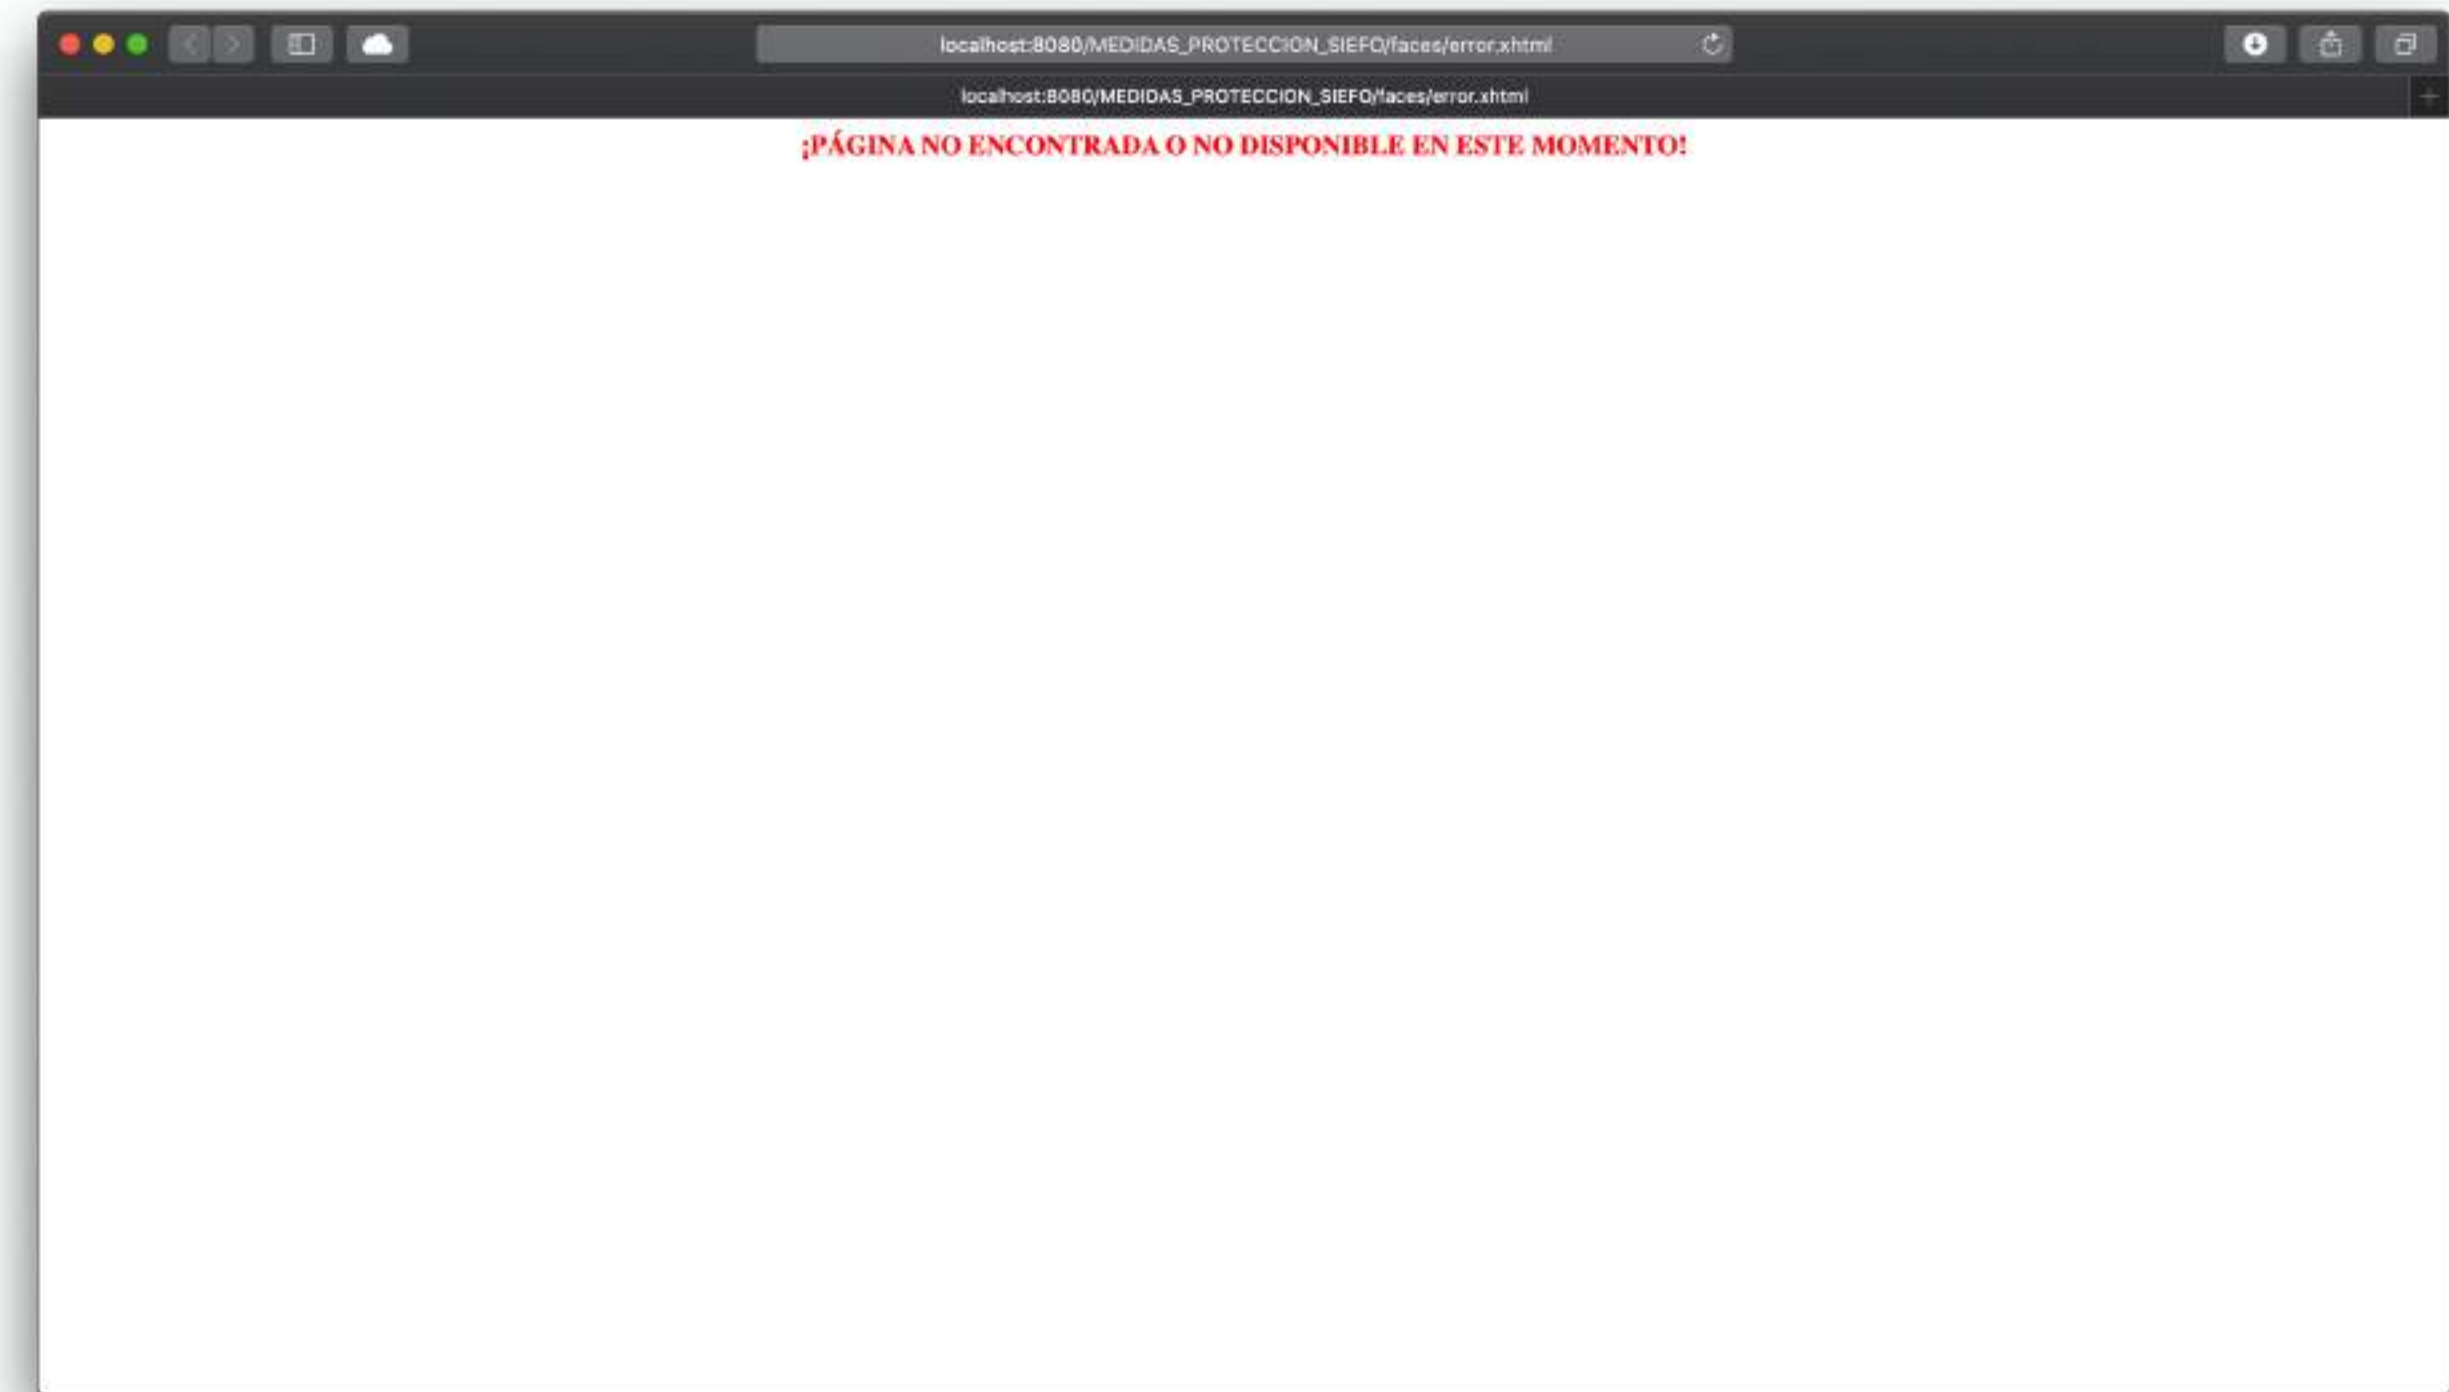 localhost:8080/MEDIDAS_PROTECCION_SIEFO/faces/error.xhtml
localhost:8080/MEDIDAS_PROTECCION_SIEFO/faces/error.xhtml
¡PÁGINA NO ENCONTRADA O NO DISPONIBLE EN ESTE MOMENTO!